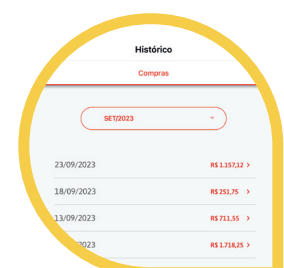 Histórico
Compras
SET/2023
23/09/2023 R$ 1.157,12 >
18/09/2023 R$ 251,75 >
13/09/2023 R$ 711,55 >
/2023 R$ 1.718,25 >